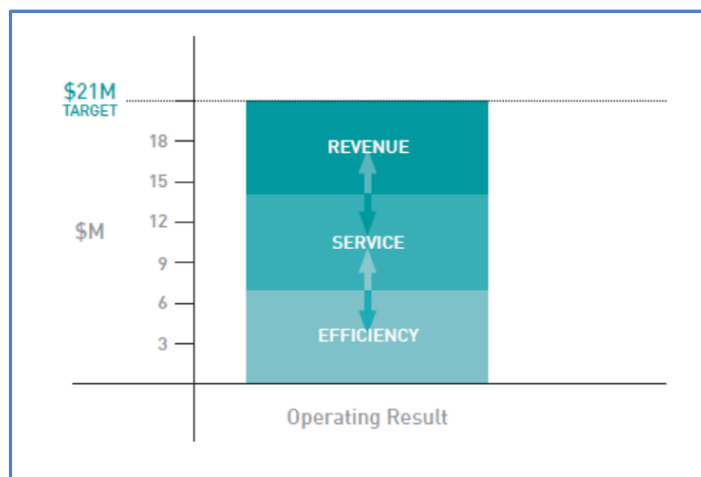 $21M
TARGET
18
15
12
$M
9
6
3
REVENUE
SERVICE
EFFICIENCY
Operating Result